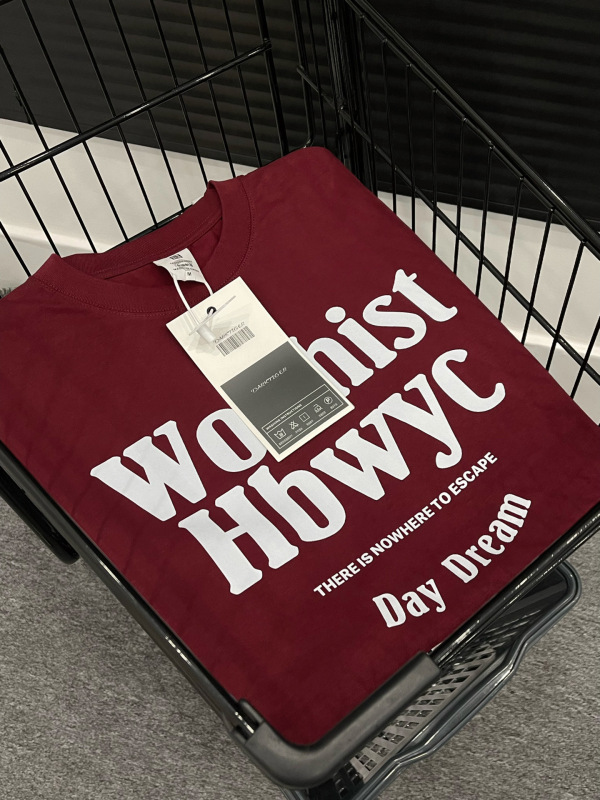 M
Wo hist
Hbwyc
THERE IS NOWHERE TO ESCAPE
Day Dream